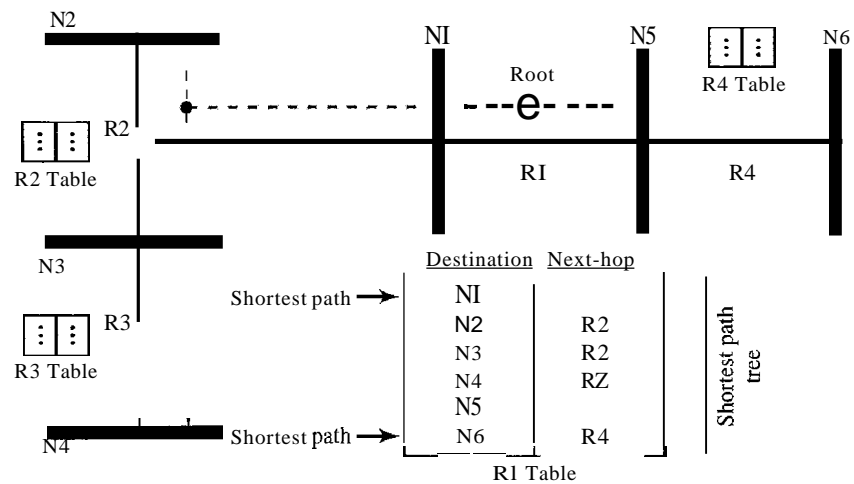 N2
NI
N5
N6
Root
e
R4 Table
R2
R2 Table
RI
R4
N3
Destination Next-hop
Shortest path
NI
N2 R2
N3 R2
N4 RZ
N5
Shortest path N6 R4
R3
R3 Table
N4
R1 Table
Shortest path
tree